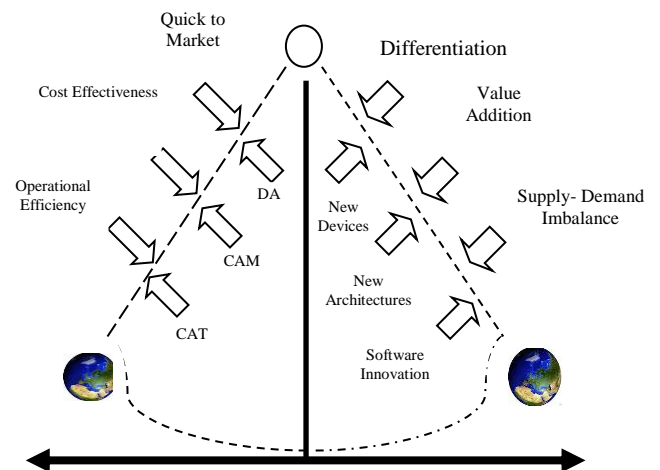 Quick to
Market
Differentiation
Cost Effectiveness
Value
Addition
Operational
Efficiency
DA
New
Devices
Supply- Demand
Imbalance
CAM
New
Architectures
CAT
Software
Innovation